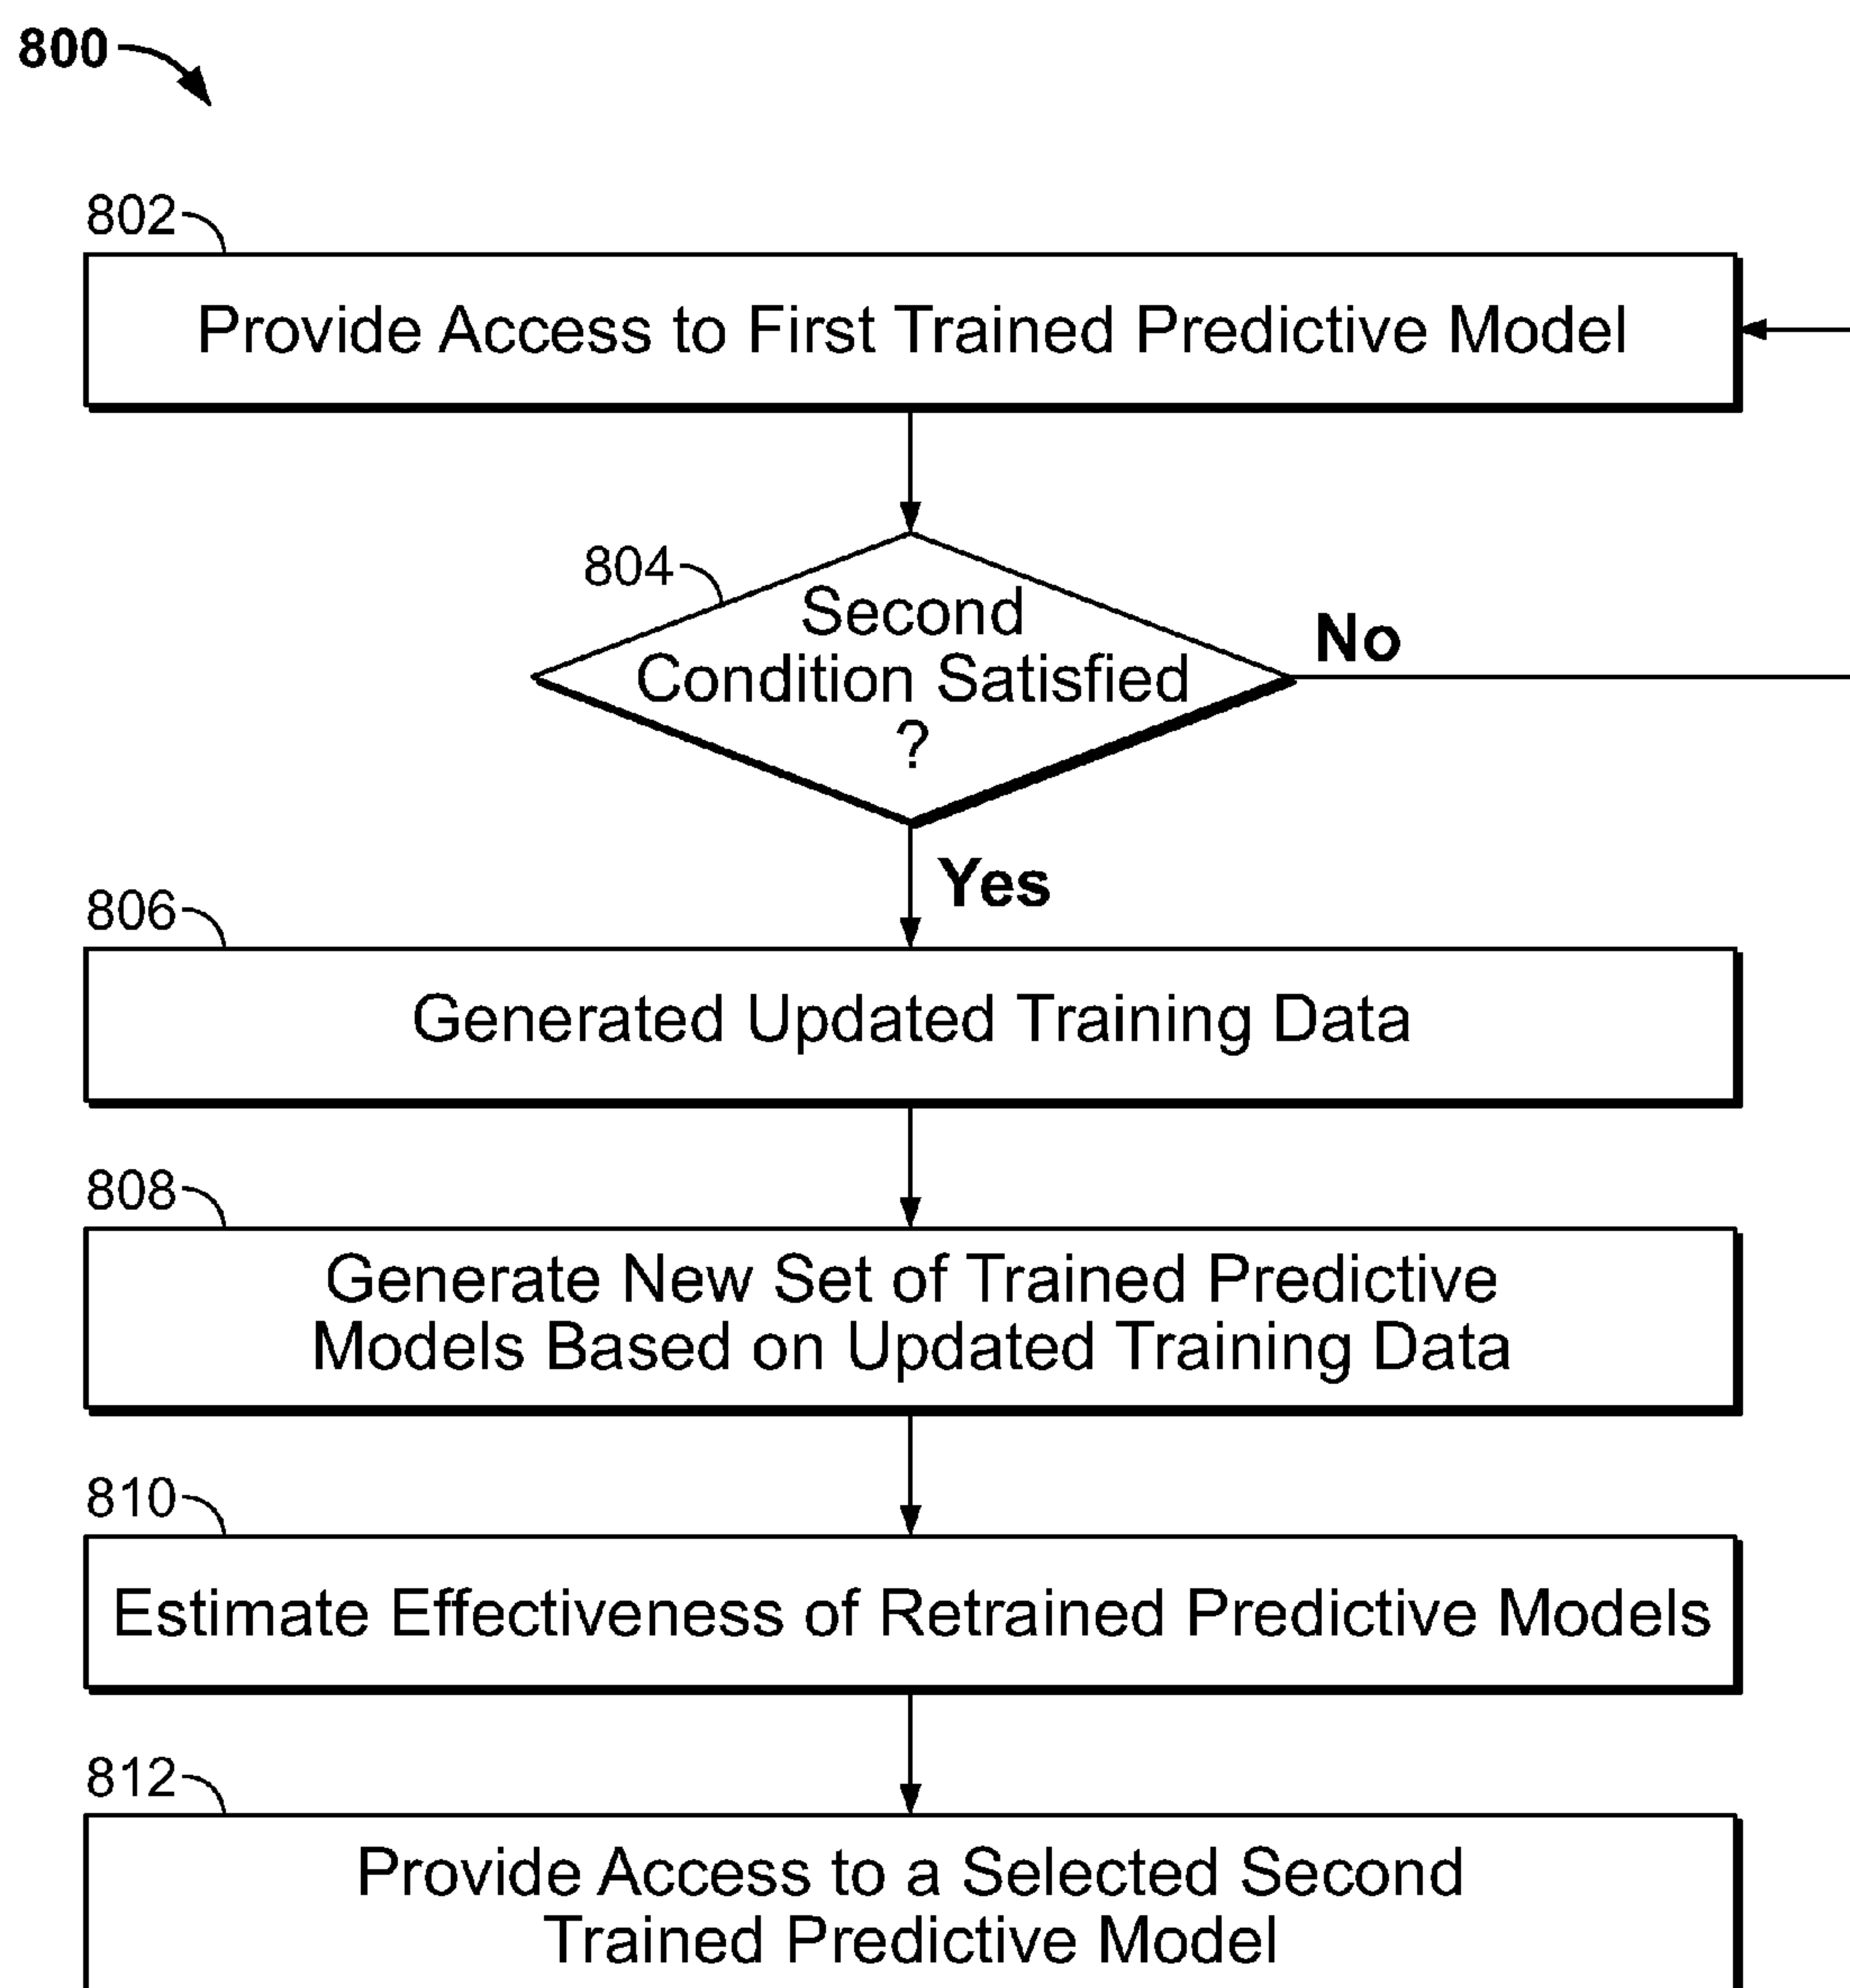 800
802
Provide Access to First Trained Predictive Model
804
Second
Condition Satisfied
?
No
Yes
806
Generated Updated Training Data
808
Generate New Set of Trained Predictive
Models Based on Updated Training Data
810
Estimate Effectiveness of Retrained Predictive Models
812
Provide Access to a Selected Second
Trained Predictive Model